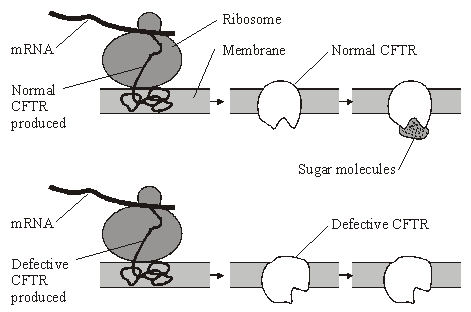 Ribosome
mRNA
Membrane
Normal CFTR
Normal
CFTR
produced
Sugar molecules
mRNA
Defective CFTR
Defective
CFTR
produced